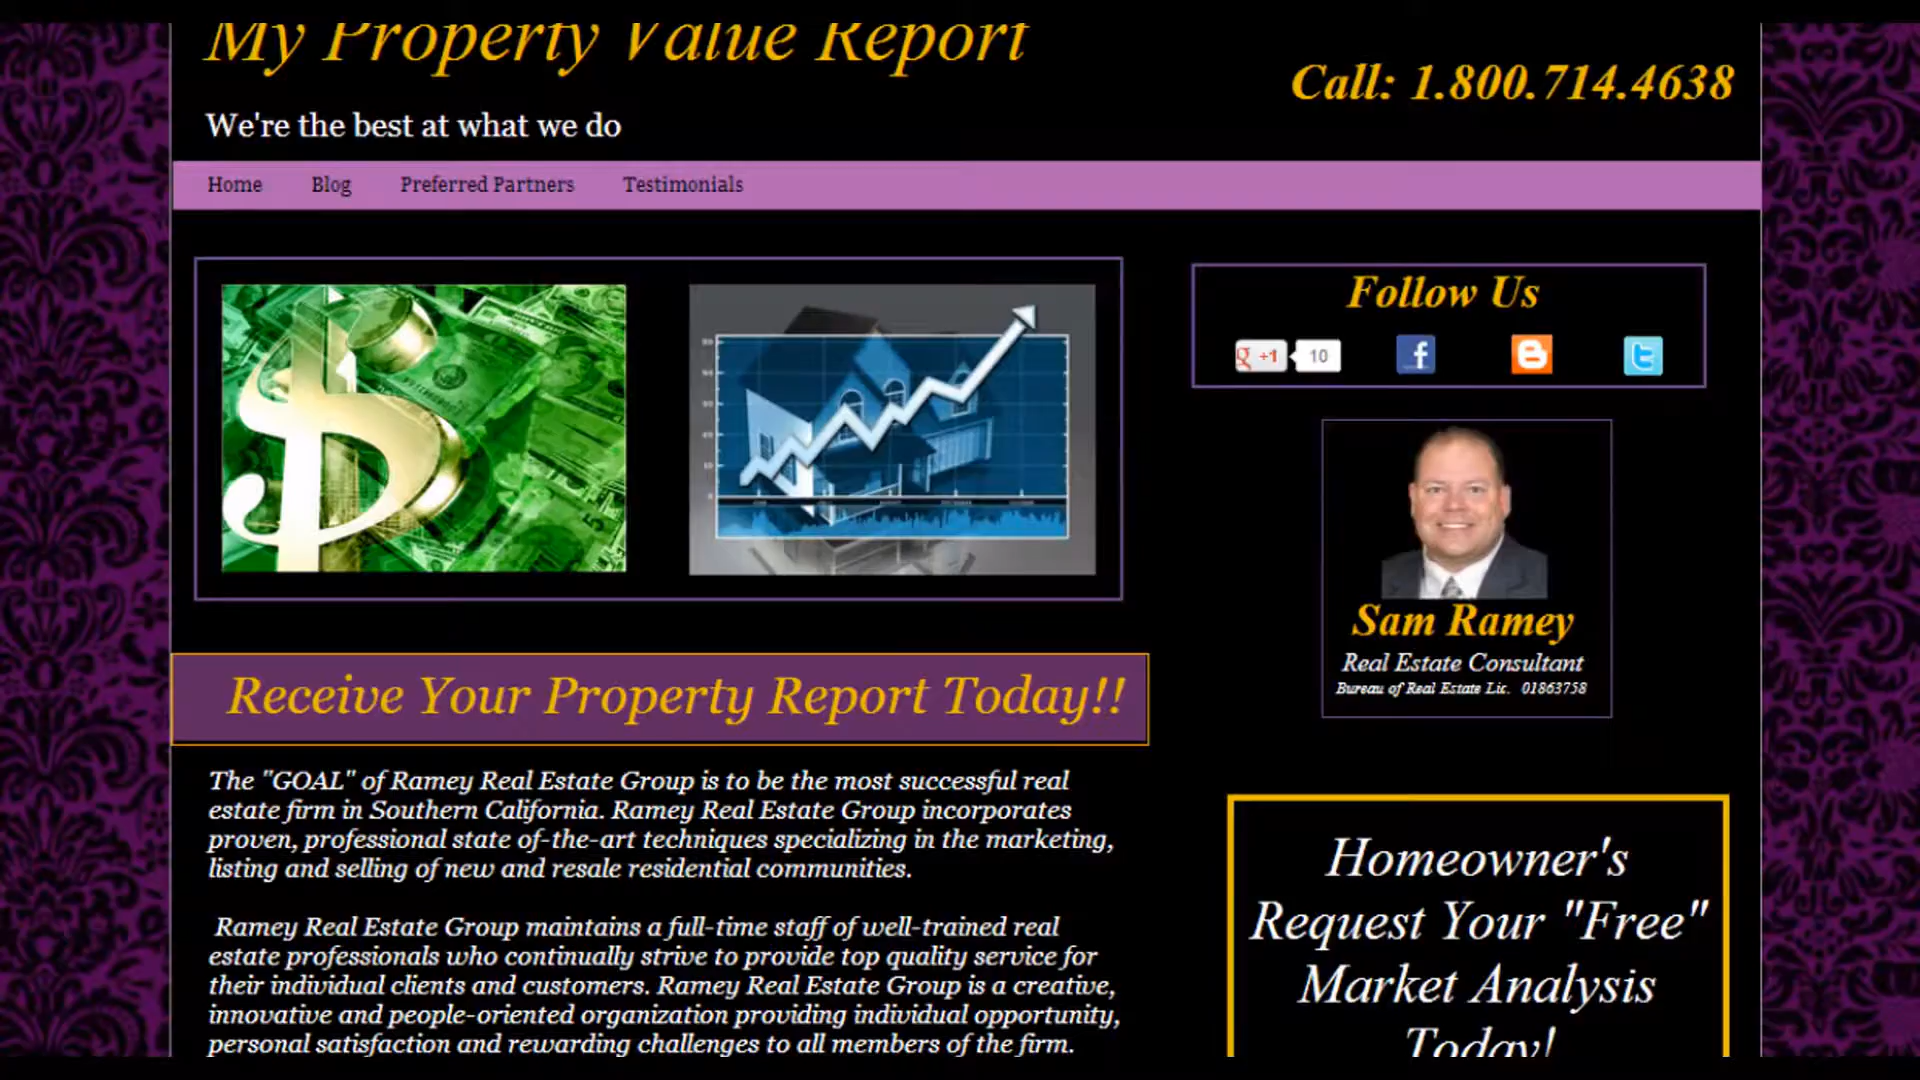 My Property Value Report
Call: 1.800.714.4638
We're the best at what we do
Home Blog Preferred Partners Testimonials
Follow Us
g +1 10
Sam Ramey
Real Estate Consultant
Bureau of Real Estate Lic. 01863758
Receive Your Property Report Today!!
The "GOAL" of Ramey Real Estate Group is to be the most successful real
estate firm in Southern California. Ramey Real Estate Group incorporates
proven, professional state of-the-art techniques specializing in the marketing,
listing and selling of new and resale residential communities.
Ramey Real Estate Group maintains a full-time staff of well-trained real
estate professionals who continually strive to provide top quality service for
their individual clients and customers. Ramey Real Estate Group is a creative,
innovative and people-oriented organization providing individual opportunity,
personal satisfaction and rewarding challenges to all members of the firm.
Homeowner's
Request Your "Free"
Market Analysis
Today!